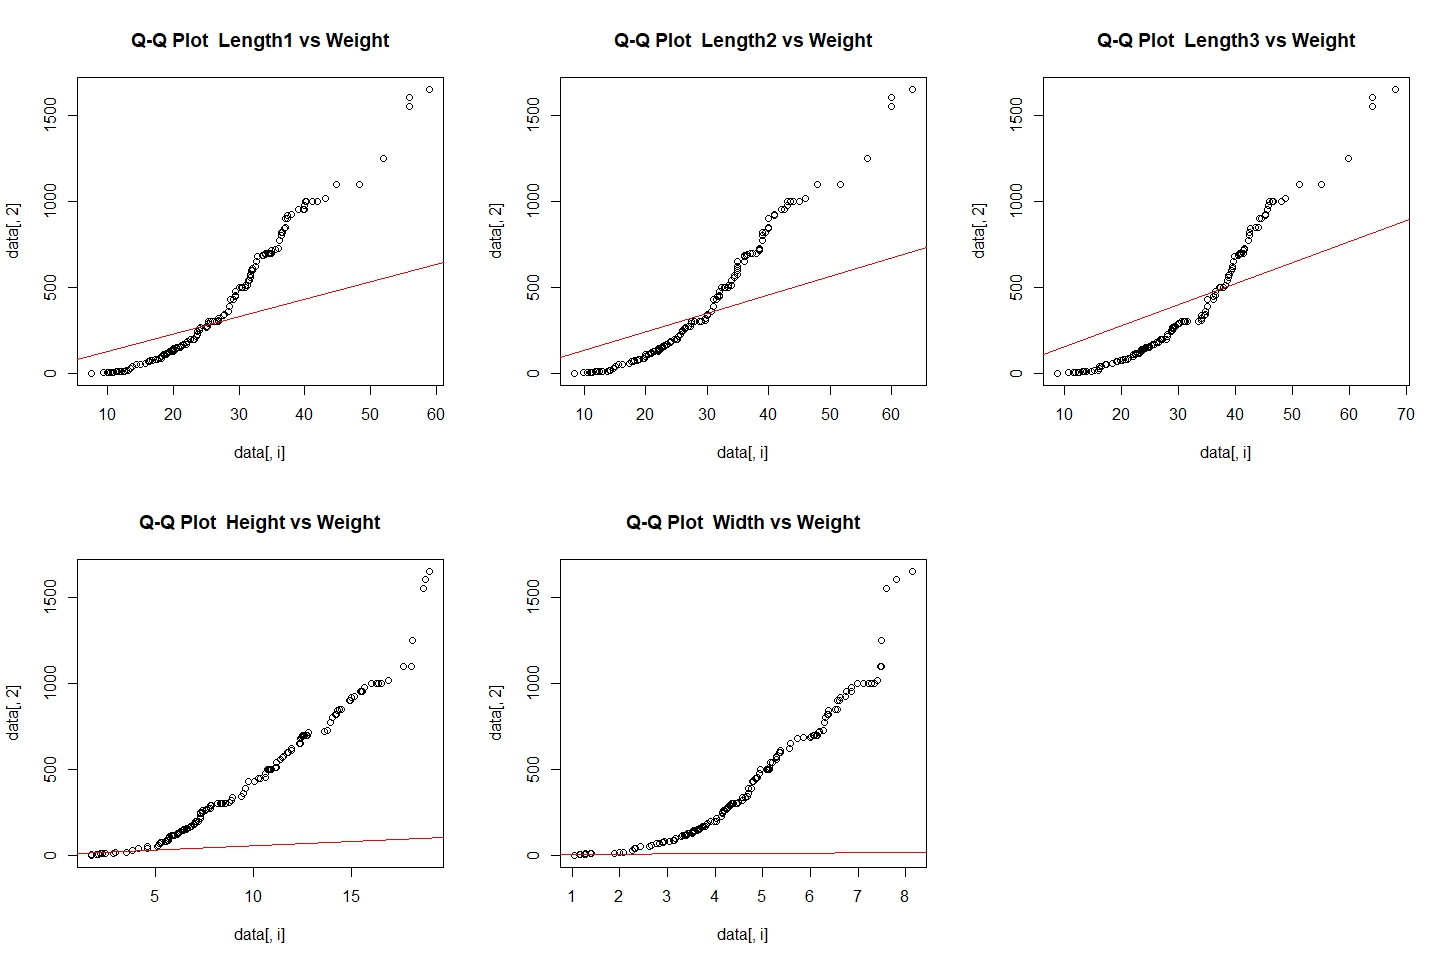 Q-Q Plot  Length1 vs Weight
data[, 2]
1500
1000
500
0
10 20 30 40 50 60
data[, i]
Q-Q Plot  Length2 vs Weight
data[, 2]
1500
1000
500
0
10 20 30 40 50 60
data[, i]
Q-Q Plot  Length3 vs Weight
data[, 2]
1500
1000
500
0
10 20 30 40 50 60 70
data[, i]
Q-Q Plot  Height vs Weight
data[, 2]
1500
1000
500
0
5 10 15
data[, i]
Q-Q Plot  Width vs Weight
data[, 2]
1500
1000
500
0
1 2 3 4 5 6 7 8
data[, i]